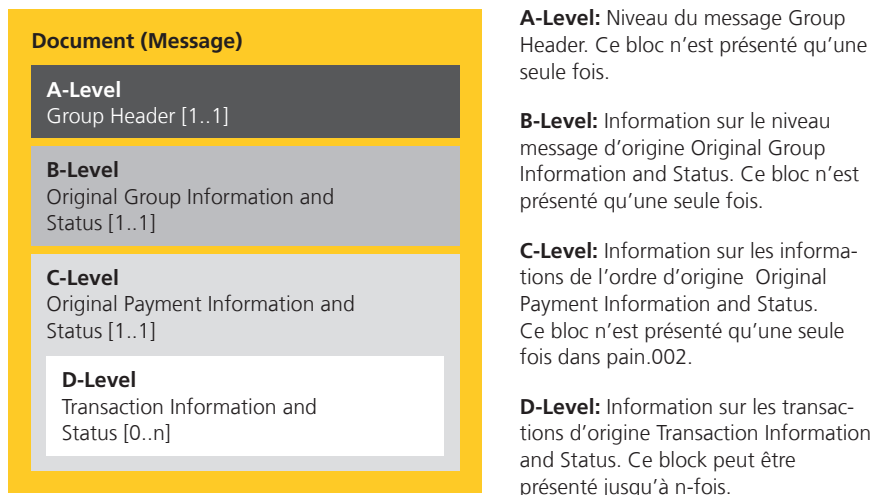 Document (Message)
A-Level
Group Header [1..1]
B-Level
Original Group Information and
Status [1..1]
C-Level
Original Payment Information and
Status [1..1]
D-Level
Transaction Information and
Status [0..n]
A-Level: Niveau du message Group
Header. Ce bloc n’est présenté qu’une
seule fois.
B-Level: Information sur le niveau
message d’origine Original Group
Information and Status. Ce bloc n’est
présenté qu’une seule fois.
C-Level: Information sur les informa-
tions de l’ordre d’origine  Original
Payment Information and Status.
Ce bloc n’est présenté qu’une seule
fois dans pain.002.
D-Level: Information sur les transac-
tions d’origine Transaction Information
and Status. Ce block peut être
présenté jusqu’à n-fois.